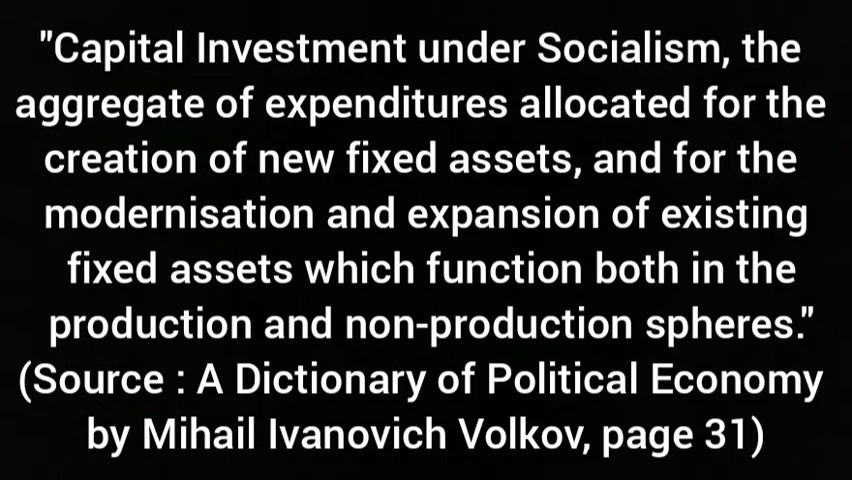 "Capital Investment under Socialism, the
aggregate of expenditures allocated for the
creation of new fixed assets, and for the
modernisation and expansion of existing
fixed assets which function both in the
production and non-production spheres."
(Source : A Dictionary of Political Economy
by Mihail Ivanovich Volkov, page 31)